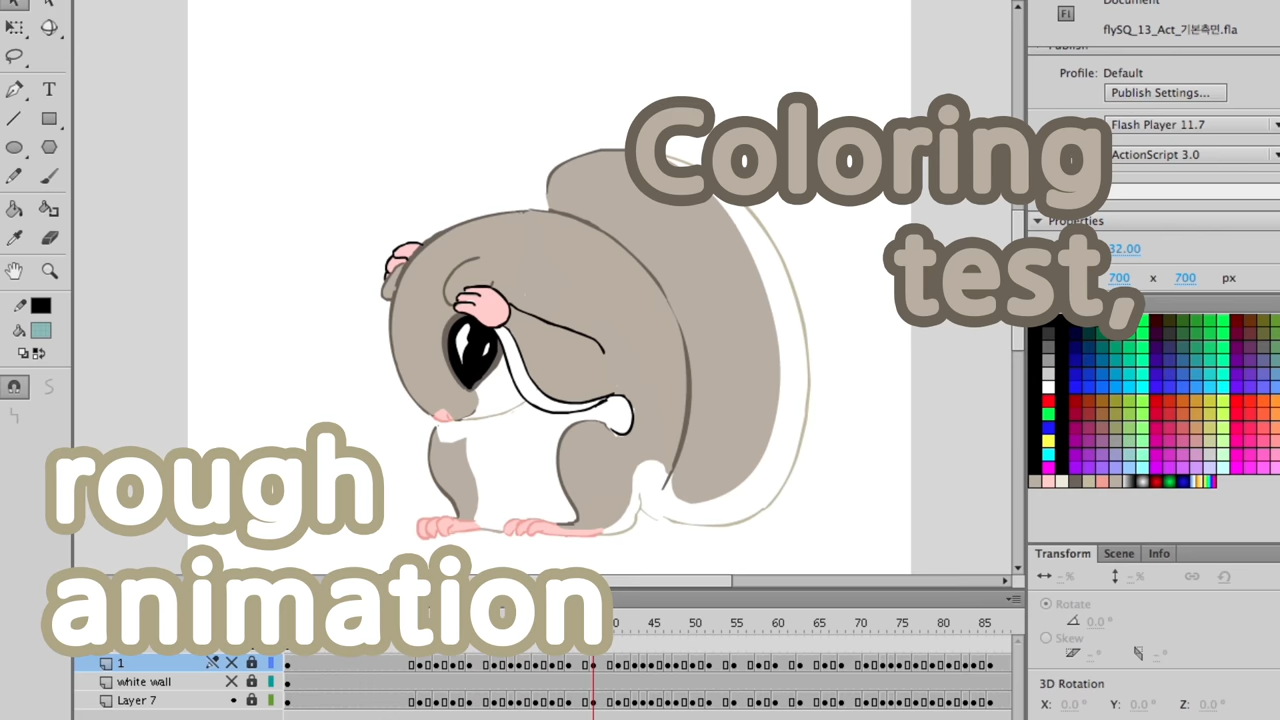 Document
Fl
flySQ_13_Act_기본측면.fla
Publish
Profile: Default
Publish Settings...
Flash Player 11.7
ActionScript 3.0
Properties
32.00
700 x 700 px
Coloring
test,
rough
animation
T
Transform Scene Info
-% -%
Rotate
0.0°
Skew
-° -°
3D Rotation
X: 0.0° Y: 0.0° Z: 0.0°
45 50 55 60 65 70 75 80 85
1
white wall
Layer 7